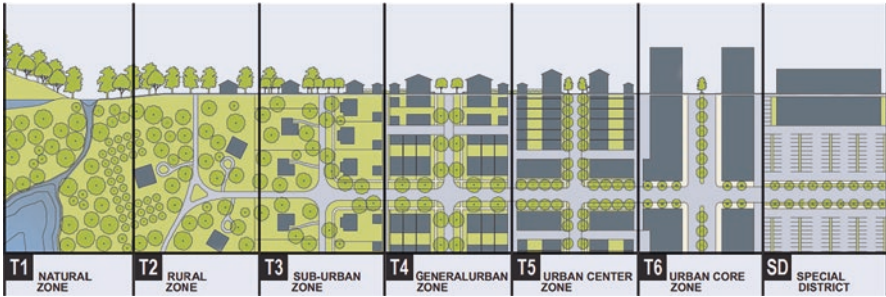 T1 NATURAL
ZONE
T2 RURAL
ZONE
T3 SUB-URBAN
ZONE
T4 GENERALURBAN
ZONE
T5 URBAN CENTER
ZONE
T6 URBAN CORE
ZONE
SD SPECIAL
DISTRICT